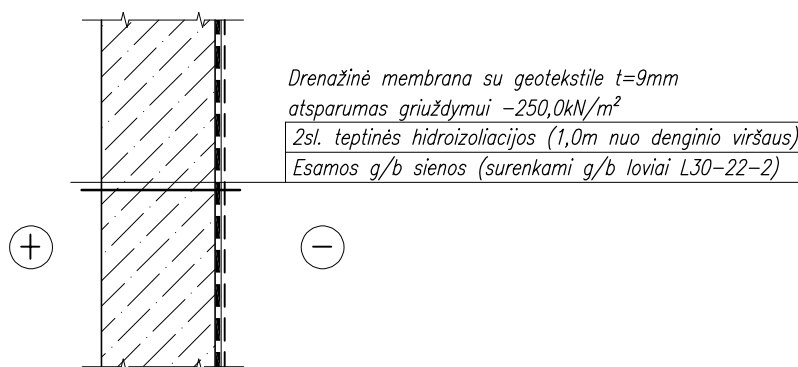 Drenažinė membrana su geotekstile t=9mm
atsparumas griuždymui -250,0kN/m²
2sl. teptinės hidroizoliacijos (1,0m nuo denginio viršaus)
Esamos g/b sienos (surenkami g/b loviai L30-22-2)
+
−